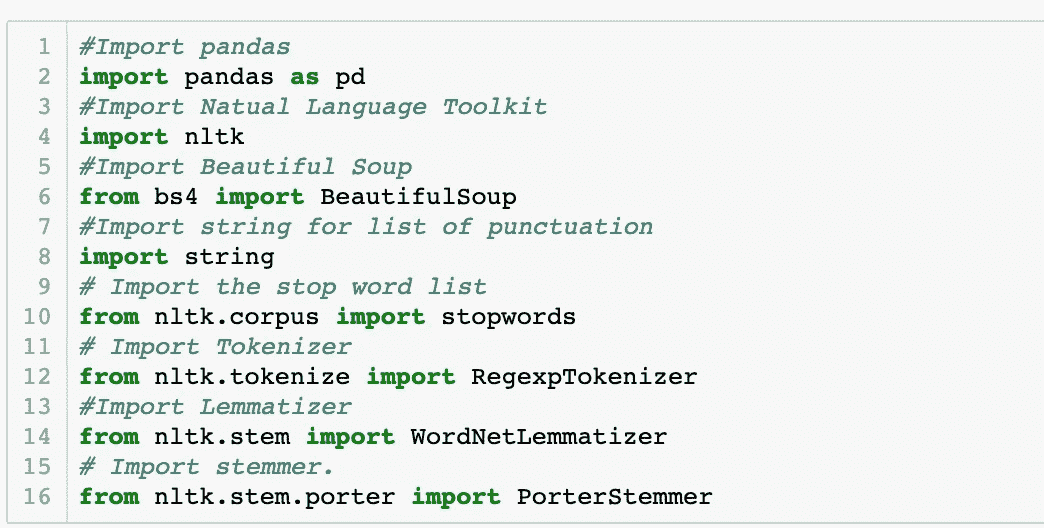 1 #Import pandas
2 import pandas as pd
3 #Import Natual Language Toolkit
4 import nltk
5 #Import Beautiful Soup
6 from bs4 import BeautifulSoup
7 #Import string for list of punctuation
8 import string
9 # Import the stop word list
10 from nltk.corpus import stopwords
11 # Import Tokenizer
12 from nltk.tokenize import RegexpTokenizer
13 #Import Lemmatizer
14 from nltk.stem import WordNetLemmatizer
15 # Import stemmer.
16 from nltk.stem.porter import PorterStemmer